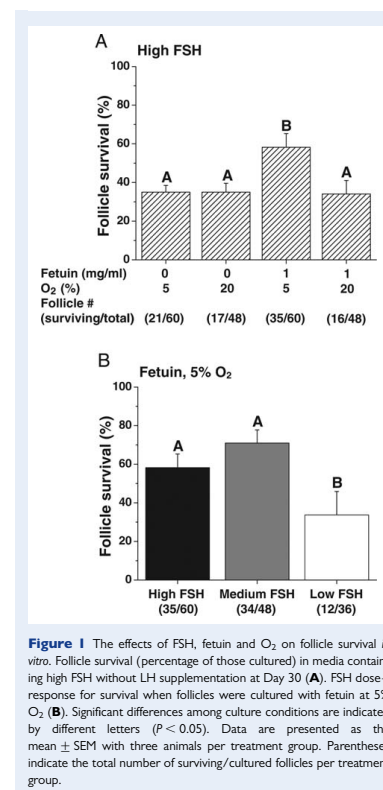 A
High FSH
100
80
60
40
20
0
Follicle survival (%)
A
A
B
A
Fetuin (mg/ml) 0 0 1 1
O₂ (%) 5 20 5 20
Follicle #
(surviving/total) (21/60) (17/48) (35/60) (16/48)
B
Fetuin, 5% O₂
100
80
60
40
20
0
Follicle survival (%)
A
A
B
High FSH Medium FSH Low FSH
(35/60) (34/48) (12/36)
Figure 1 The effects of FSH, fetuin and O₂ on follicle survival
vitro. Follicle survival (percentage of those cultured) in media contain-
ing high FSH without LH supplementation at Day 30 (A). FSH dose-
response for survival when follicles were cultured with fetuin at 5%
O₂ (B). Significant differences among culture conditions are indicate
by different letters (P < 0.05). Data are presented as th
mean ± SEM with three animals per treatment group. Parenthese
indicate the total number of surviving/cultured follicles per treatmen
group.